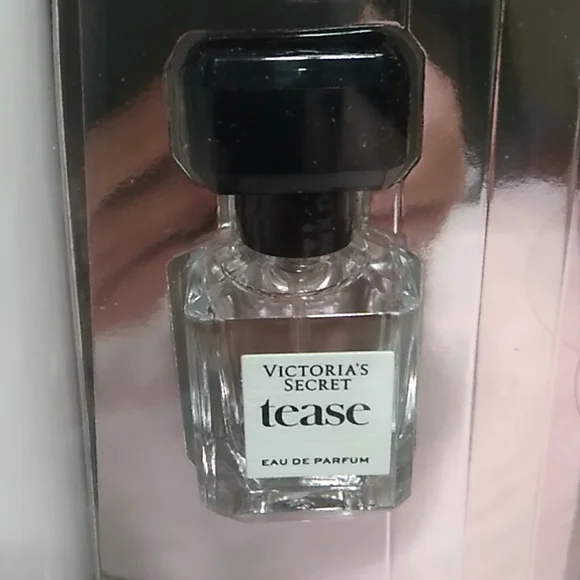 VICTORIA'S
SECRET
tease
EAU DE PARFUM